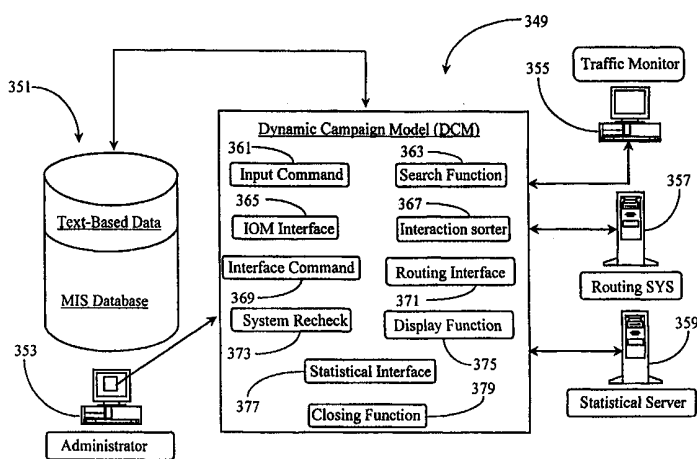 349
Traffic Monitor
351
355
Dynamic Campaign Model (DCM)
361
363
Input Command
Search Function
365
367
357
Text-Based Data
IOM Interface
Interaction sorter
Interface Command
Routing Interface
MIS Database
369
371
Routing SYS
System Recheck
Display Function
353
373
375
359
Statistical Interface
377
379
Closing Function
Statistical Server
Administrator